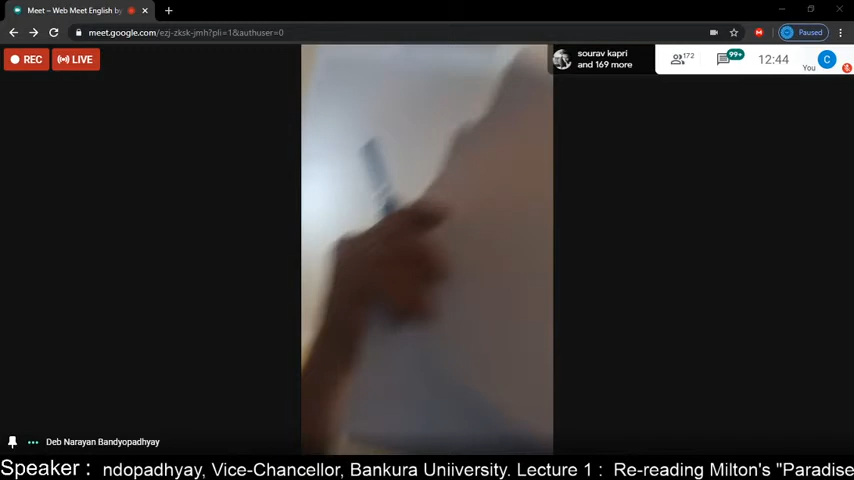 Meet – Web Meet English by
meet.google.com/ezj-zksk-jmh?pli=1&authuser=0
Paused
REC
LIVE
sourav kapri
and 169 more
172
99+
12:44
You
C
Deb Narayan Bandyopadhyay
Speaker : ndopadhyay, Vice-Chancellor, Bankura Uniiversity. Lecture 1 : Re-reading Milton's "Paradise